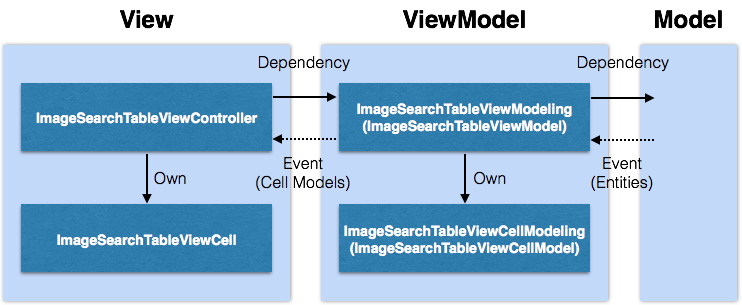 View
ViewModel
Model
Dependency
Dependency
ImageSearchTableViewController
ImageSearchTableViewModeling
(ImageSearchTableViewModel)
Event
(Cell Models)
Event
(Entities)
Own
Own
ImageSearchTableViewCell
ImageSearchTableViewCellModeling
(ImageSearchTableViewCellModel)